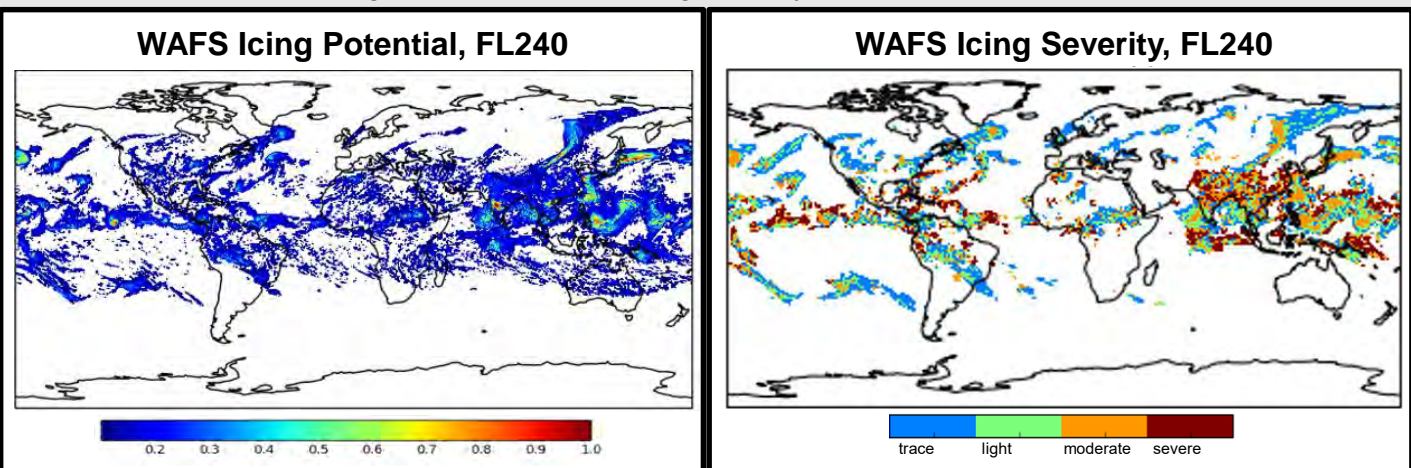 WAFS Icing Potential, FL240
WAFS Icing Severity, FL240
0.2 0.3 0.4 0.5 0.6 0.7 0.8 0.9 1.0
trace light moderate severe